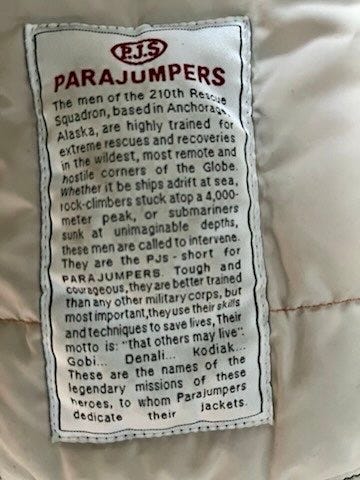 P.J.S
PARAJUMPERS
The men of the 210th Rescue
Squadron, based in Anchorage,
Alaska, are highly trained for
extreme rescues and recoveries
in the wildest, most remote and
hostile corners of the Globe.
Whether it be ships adrift at sea,
rock-climbers stuck atop a 4,000-
meter peak, or submariners
sunk at unimaginable depths,
these men are called to intervene.
They are the PJS - short for
PARAJUMPERS. Tough and
courageous, they are better trained
than any other military corps, but
most important, they use their skills
and techniques to save lives, Their
motto is: "that others may live".
Gobi... Denali... Kodiak...
These are the names of the
legendary missions of these
heroes, to whom Parajumpers
dedicate their jackets.